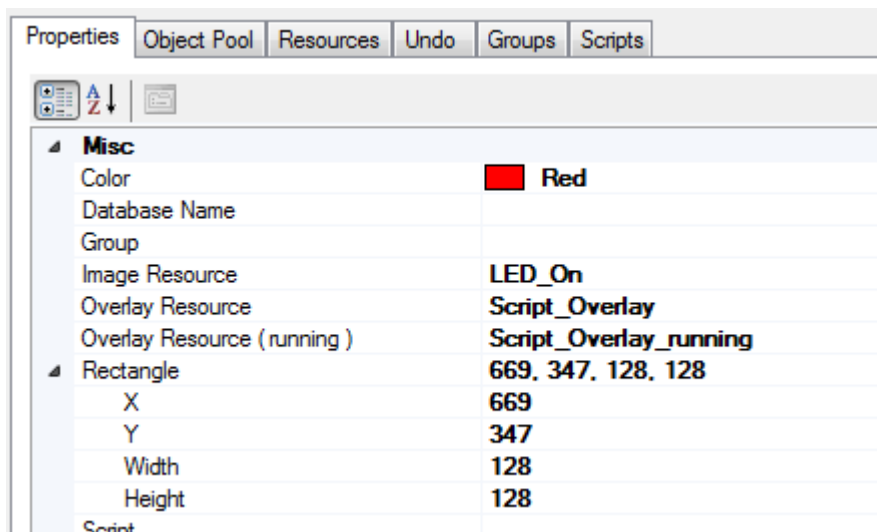 Properties Object Pool Resources Undo Groups Scripts
A Z
Misc
Color Red
Database Name
Group
Image Resource LED_On
Overlay Resource Script_Overlay
Overlay Resource ( running ) Script_Overlay_running
Rectangle 669, 347, 128, 128
X 669
Y 347
Width 128
Height 128
Script